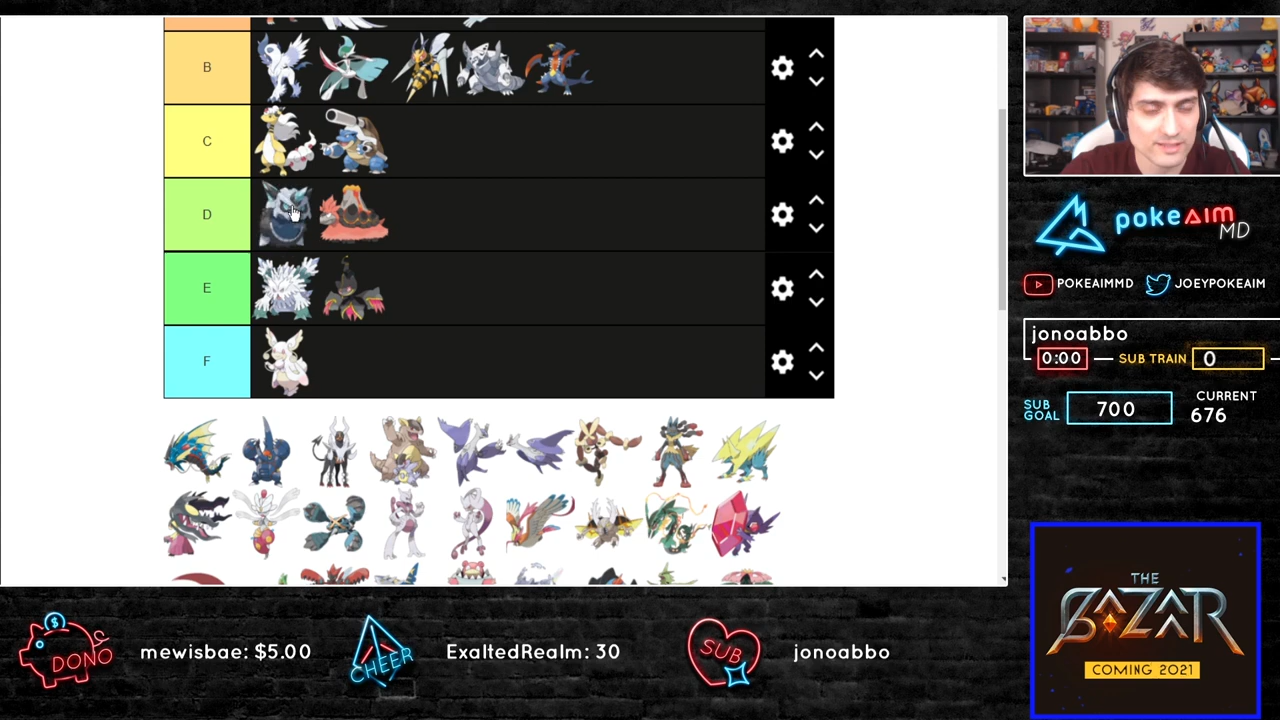 B
C
D
E
F
pokeAIM
MD
POKEAIMMD JOEYPOKEAIM
jonoabbo
0:00 SUB TRAIN 0
SUB GOAL 700 CURRENT 676
THE
BAZAR
COMING 2021
DONO mewisbae: $5.00 CHEER ExaltedRealm: 30 SUB jonoabbo